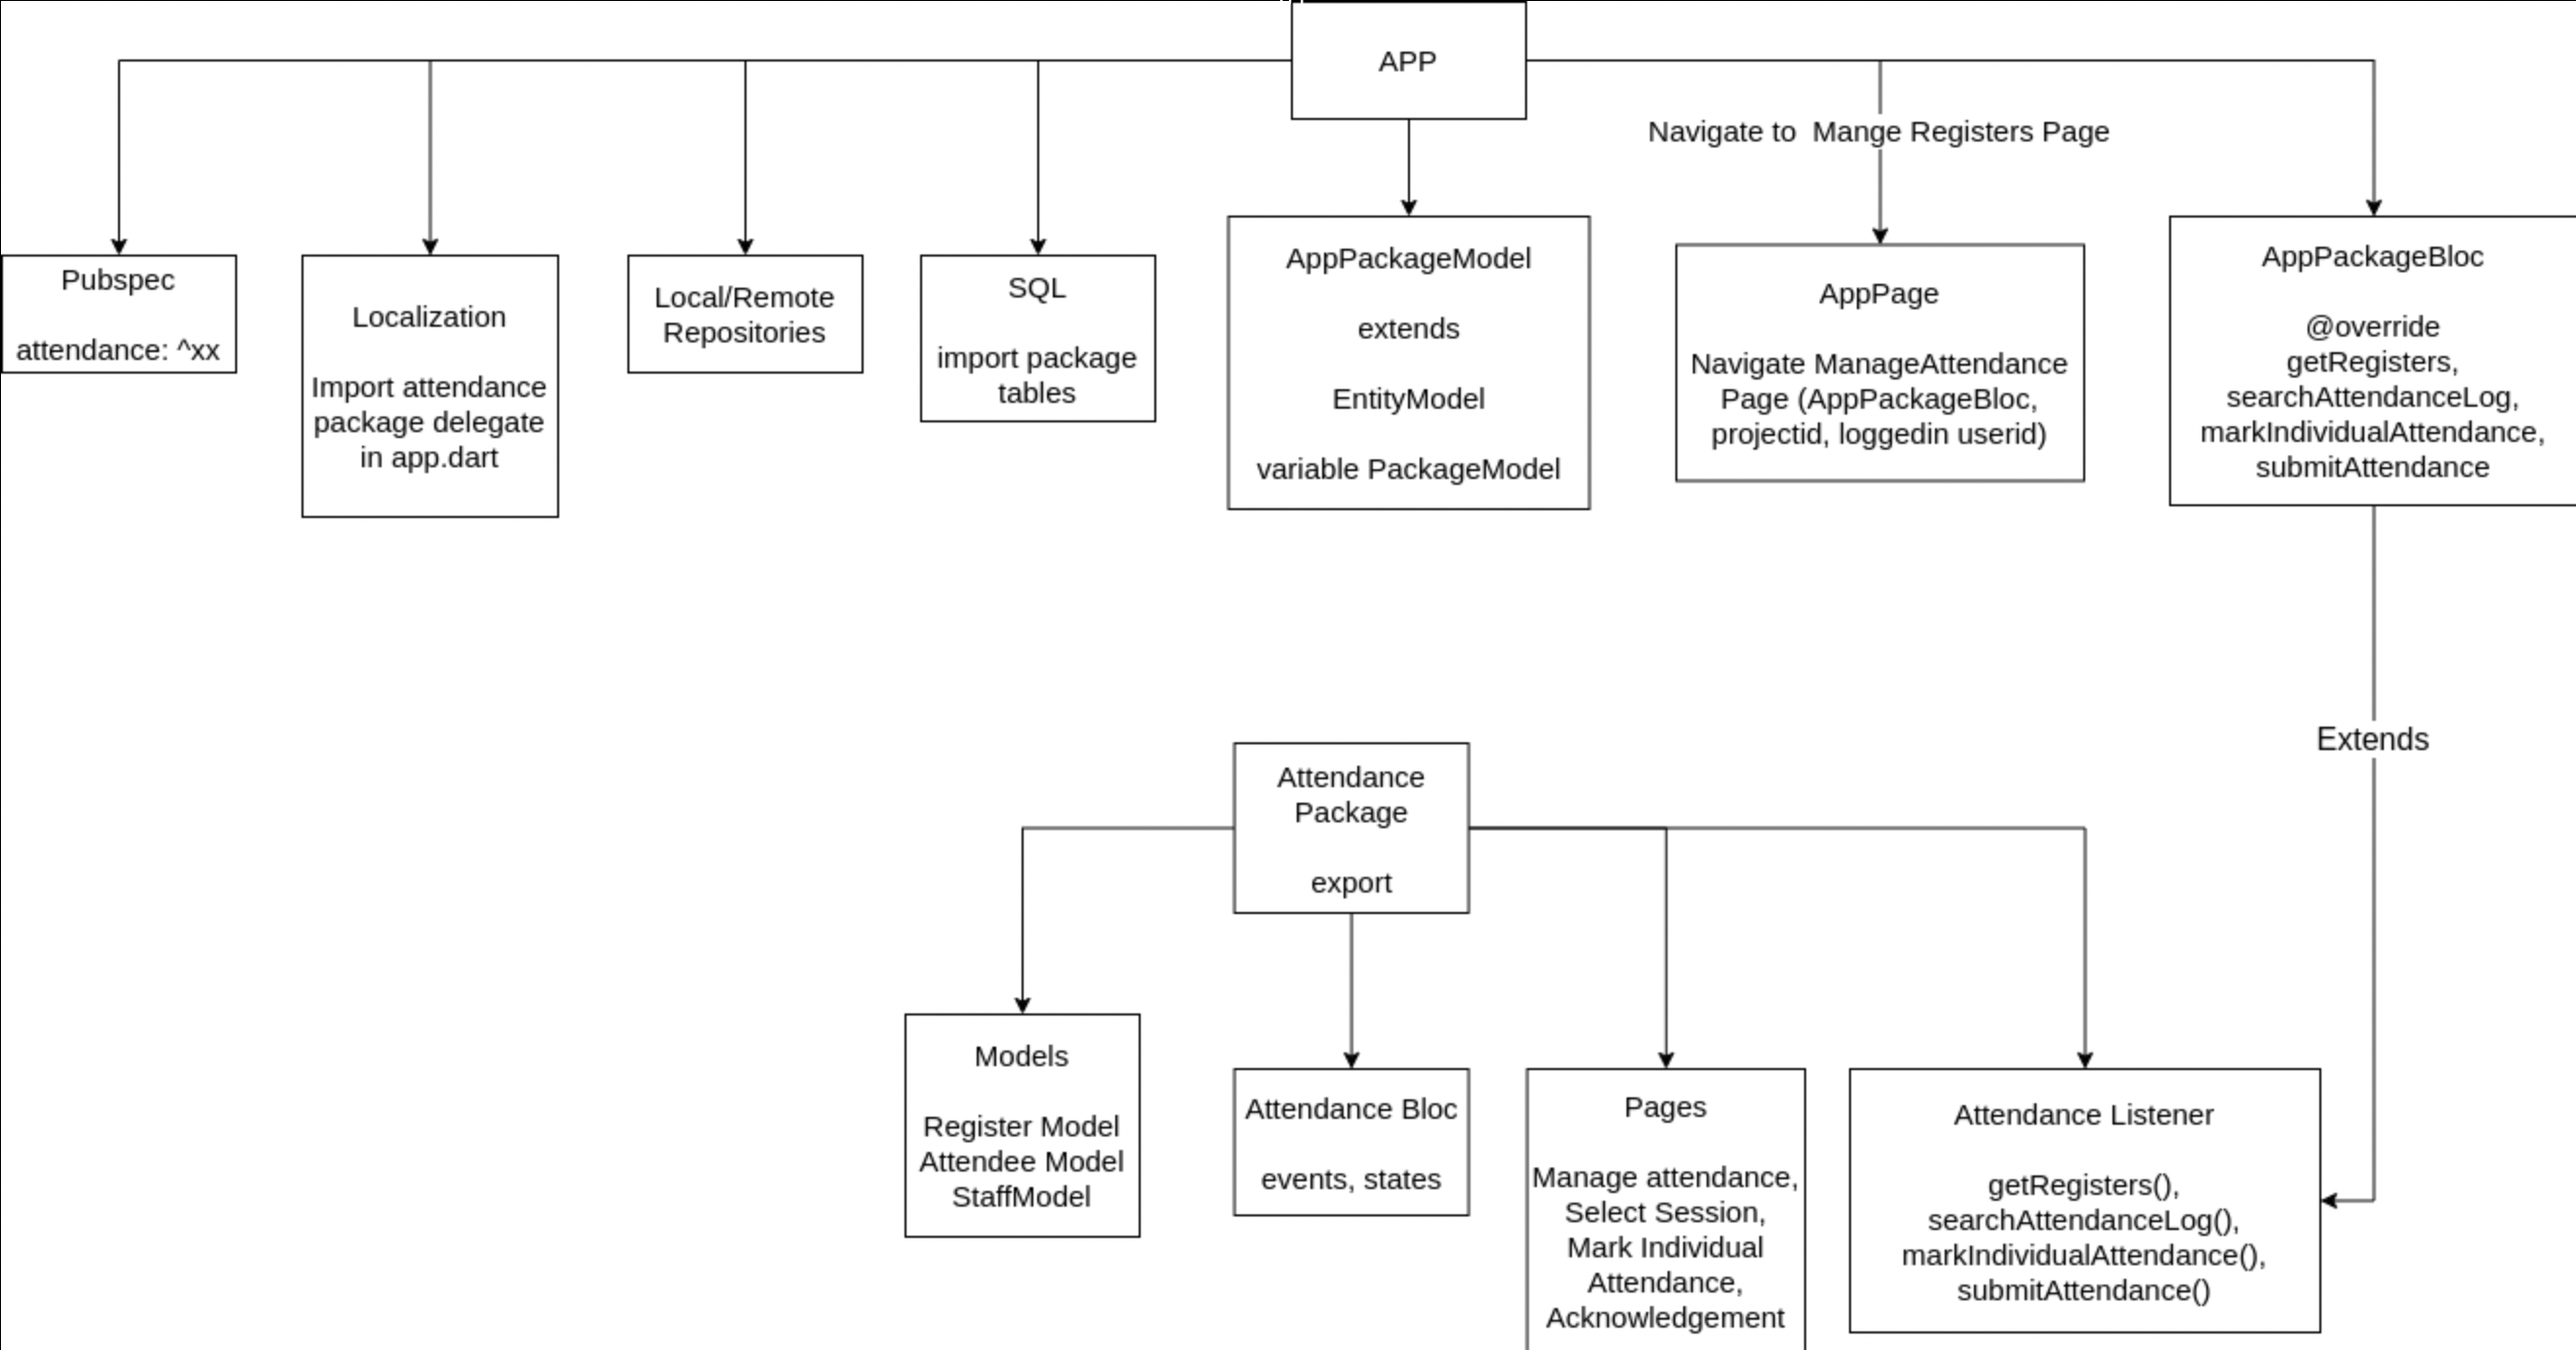 APP
Navigate to  Mange Registers Page
Pubspec
attendance: ^xx
Localization
Import attendance
package delegate
in app.dart
Local/Remote
Repositories
SQL
import package
tables
AppPackageModel
extends
EntityModel
variable PackageModel
AppPage
Navigate ManageAttendance
Page (AppPackageBloc,
projectid, loggedin userid)
AppPackageBloc
@override
getRegisters,
searchAttendanceLog,
markIndividualAttendance,
submitAttendance
Extends
Attendance
Package
export
Models
Register Model
Attendee Model
StaffModel
Attendance Bloc
events, states
Pages
Manage attendance,
Select Session,
Mark Individual
Attendance,
Acknowledgement
Attendance Listener
getRegisters(),
searchAttendanceLog(),
markIndividualAttendance(),
submitAttendance()